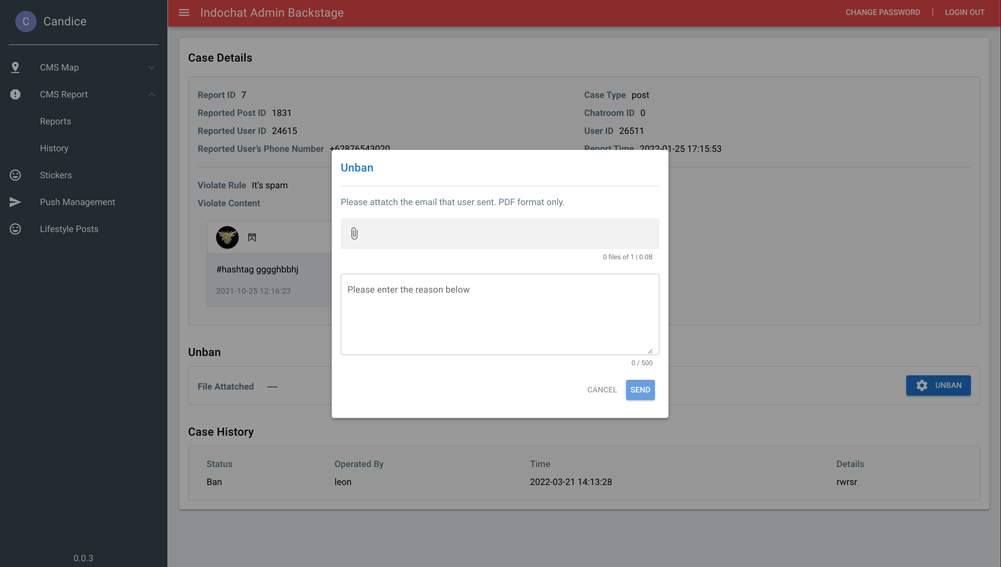 C Candice
Indochat Admin Backstage
CHANGE PASSWORD | LOGIN OUT
CMS Map
CMS Report
Reports
History
Stickers
Push Management
Lifestyle Posts
0.0.3
Case Details
Report ID 7
Case Type post
Reported Post ID 1831
Chatroom ID 0
Reported User ID 24615
User ID 26511
Reported User's Phone Number +62876543020
Report Time 2022-01-25 17:15:53
Violate Rule It's spam
Violate Content
#hashtag gggghbbhj
2021-10-25 12:16:23
Unban
Please attatch the email that user sent. PDF format only.
0 files of 1 | 0.0B
Please enter the reason below
0 / 500
CANCEL SEND
Unban
File Attatched —
UNBAN
Case History
Status Operated By Time Details
Ban leon 2022-03-21 14:13:28 rwrsr